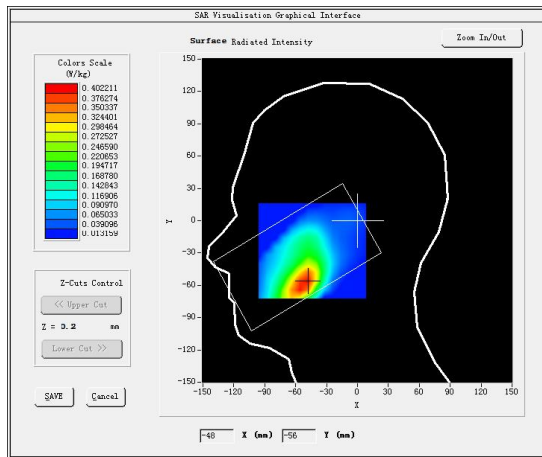 SAR Visualisation Graphical Interface
Surface Radiated Intensity
Zoom In/Out
Colors Scale
(W/kg)
0.402211
0.376274
0.350337
0.324401
0.298464
0.272527
0.246590
0.220653
0.194717
0.168780
0.142843
0.116906
0.090970
0.065033
0.039096
0.013159
Z-Cuts Control
<< Upper Cut
Z = 3.2 mm
Lower Cut >>
SAVE
Cancel
150
120
90
60
30
0
-30
-60
-90
-120
-150
Y
-150 -120 -90 -60 -30 0 30 60 90 120 150
X
-48 X (mm) -56 Y (mm)